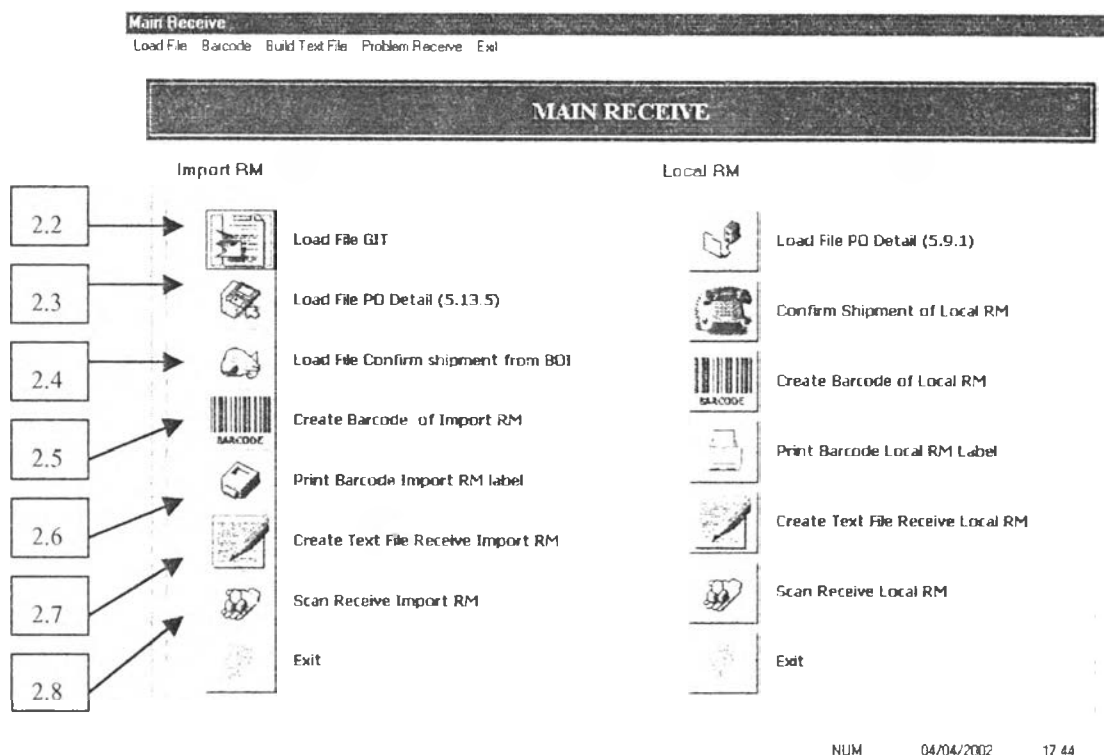 Main Receive
Load File Barcode Build Text File Problem Receive Exit
MAIN RECEIVE
Import RM
2.2
Load File GIT
2.3
Load File PO Detail (5.13.5)
2.4
Load File Confirm shipment from BOI
2.5
BARCODE
Create Barcode of Import RM
2.6
Print Barcode Import RM label
2.7
Create Text File Receive Import RM
2.8
Scan Receive Import RM
Exit
Local RM
Load File PO Detail (5.9.1)
Confirm Shipment of Local RM
BARCODE
Create Barcode of Local RM
Print Barcode Local RM Label
Create Text File Receive Local RM
Scan Receive Local RM
Exit
NUM 04/04/2002 17:44